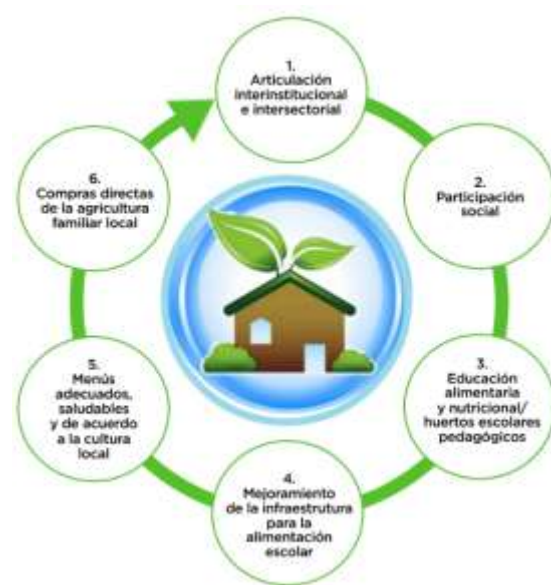 1.
Articulación
interinstitucional
e intersectorial
2.
Participación
social
3.
Educación
alimentaria
y nutricional/
huertos escolares
pedagógicos
4.
Mejoramiento
de la infraestrutura
para la
alimentación
escolar
5.
Menús
adecuados,
saludables
y de acuerdo
a la cultura
local
6.
Compras directas
de la agricultura
familiar local